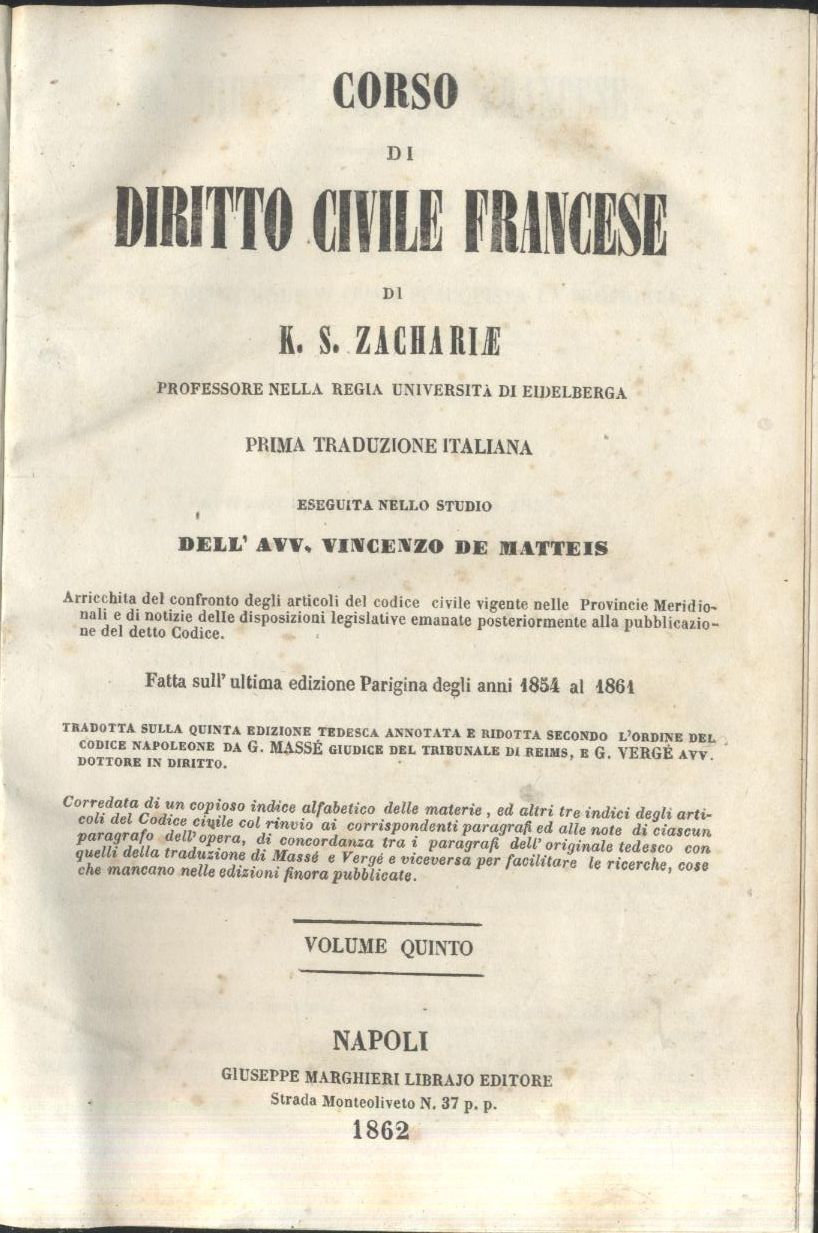 CORSO
DI
DIRITTO CIVILE FRANCESE
DI
K. S. ZACHARIÆ
PROFESSORE NELLA REGIA UNIVERSITÀ DI EIDELBERGA
PRIMA TRADUZIONE ITALIANA
ESEGUITA NELLO STUDIO
DELL' AVV. VINCENZO DE MATTEIS
Arricchita del confronto degli articoli del codice civile vigente nelle Provincie Meridio-
nali e di notizie delle disposizioni legislative emanate posteriormente alla pubblicazio-
ne del detto Codice.
Fatta sull' ultima edizione Parigina degli anni 1854 al 1861
TRADOTTA SULLA QUINTA EDIZIONE TEDESCA ANNOTATA E RIDOTTA SECONDO L'ORDINE DEL
CODICE NAPOLEONE DA G. MASSÉ GIUDICE DEL TRIBUNALE DI REIMS, E G. VERGÉ AVV.
DOTTORE IN DIRITTO.
Corredata di un copioso indice alfabetico delle materie, ed altri tre indici degli arti-
coli del Codice civile col rinvio ai corrispondenti paragrafi ed alle note di ciascun
paragrafo dell' opera, di concordanza tra i paragrafi dell' originale tedesco con
quelli della traduzione di Massé e Vergé e viceversa per facilitare le ricerche, cose
che mancano nelle edizioni finora pubblicate.
VOLUME QUINTO
NAPOLI
GIUSEPPE MARGHIERI LIBRAJO EDITORE
Strada Monteoliveto N. 37 p. p.
1862